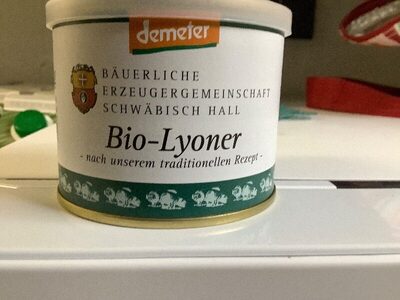 demeter
BÄUERLICHE
ERZEUGERGEMEINSCHAFT
SCHWÄBISCH HALL
Bio-Lyoner
- nach unserem traditionellen Rezept -